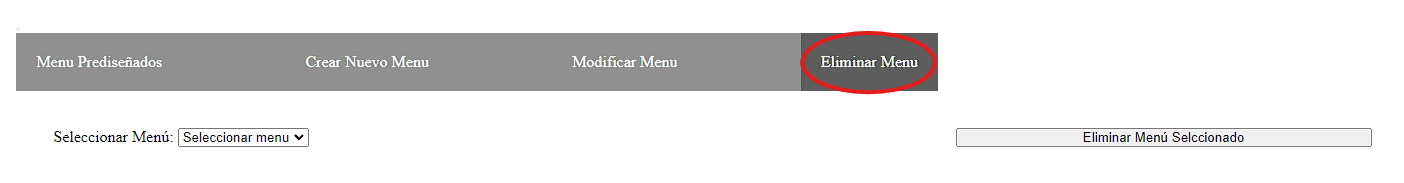 Menu Prediseñados Crear Nuevo Menu Modificar Menu Eliminar Menu
Seleccionar Menú: Seleccionar menu Eliminar Menú Selccionado